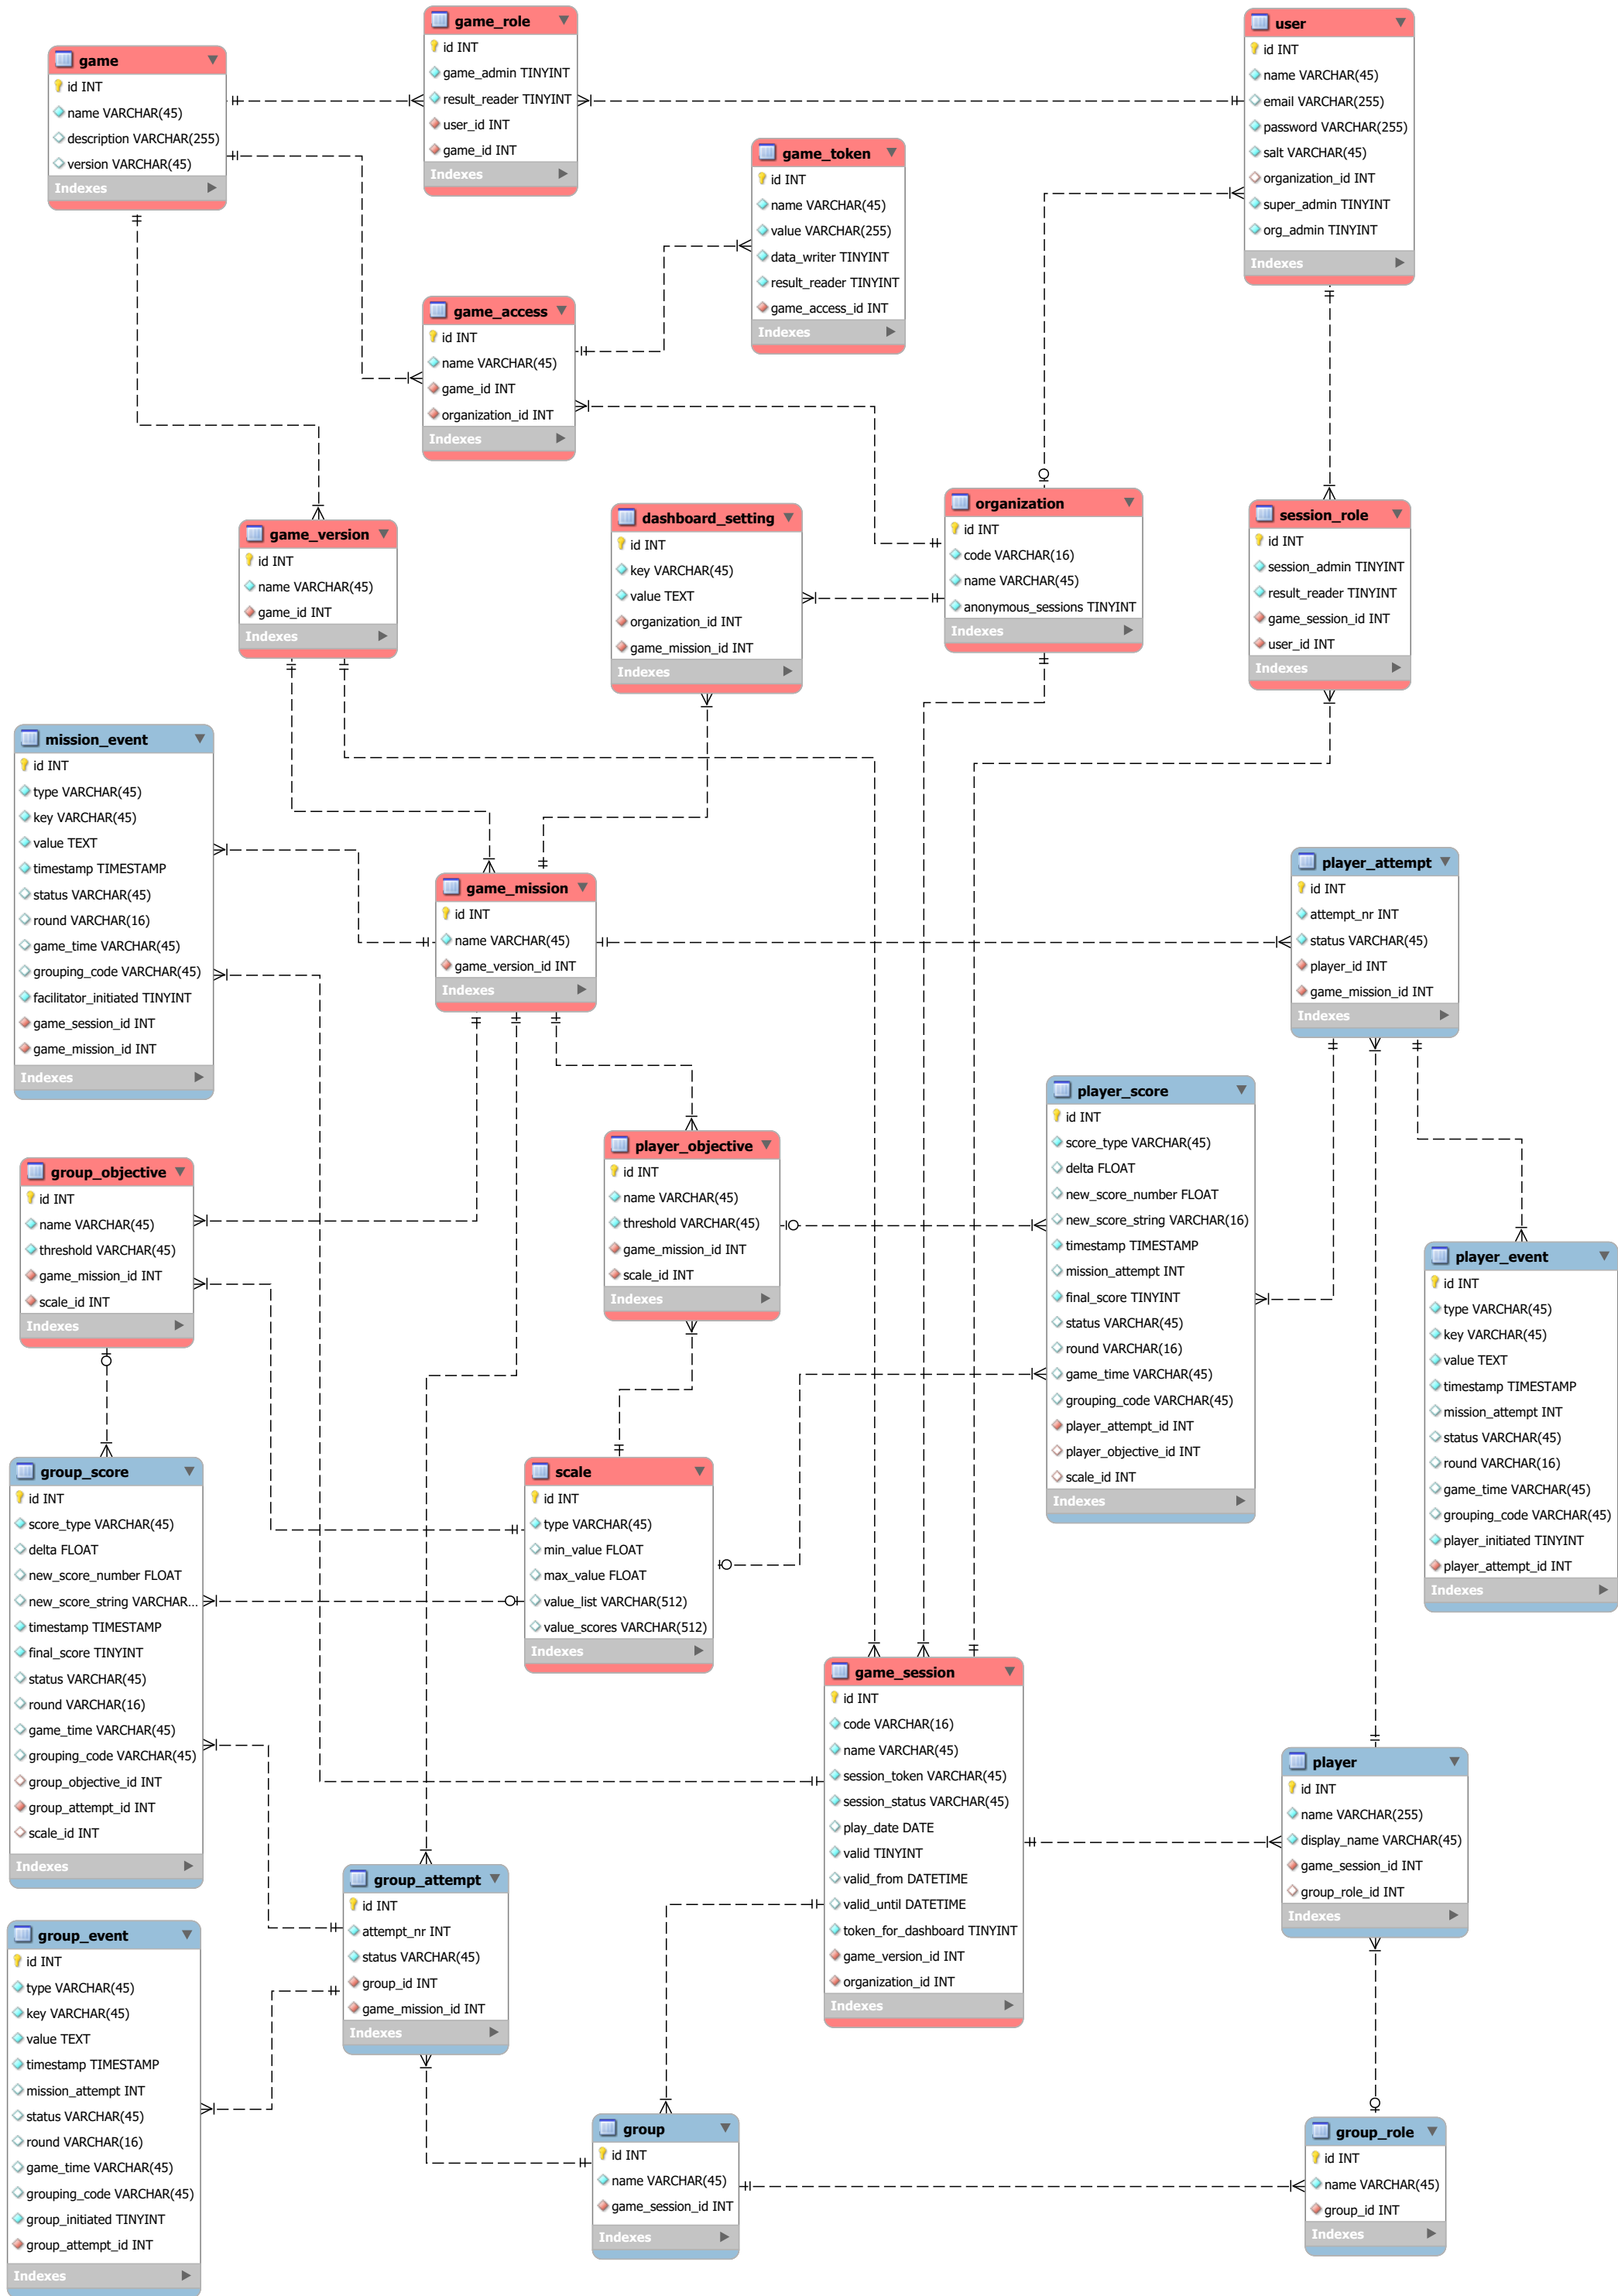 game_role
id INT
game_admin TINYINT
result_reader TINYINT
user_id INT
game_id INT
Indexes
user
id INT
name VARCHAR(45)
email VARCHAR(255)
password VARCHAR(255)
salt VARCHAR(45)
organization_id INT
super_admin TINYINT
org_admin TINYINT
Indexes
game
id INT
name VARCHAR(45)
description VARCHAR(255)
version VARCHAR(45)
Indexes
game_token
id INT
name VARCHAR(45)
value VARCHAR(255)
data_writer TINYINT
result_reader TINYINT
game_access_id INT
Indexes
game_access
id INT
name VARCHAR(45)
game_id INT
organization_id INT
Indexes
organization
id INT
code VARCHAR(16)
name VARCHAR(45)
anonymous_sessions TINYINT
Indexes
session_role
id INT
session_admin TINYINT
result_reader TINYINT
game_session_id INT
user_id INT
Indexes
dashboard_setting
id INT
key VARCHAR(45)
value TEXT
organization_id INT
game_mission_id INT
Indexes
game_version
id INT
name VARCHAR(45)
game_id INT
Indexes
mission_event
id INT
type VARCHAR(45)
key VARCHAR(45)
value TEXT
timestamp TIMESTAMP
status VARCHAR(45)
round VARCHAR(16)
game_time VARCHAR(45)
grouping_code VARCHAR(45)
facilitator_initiated TINYINT
game_session_id INT
game_mission_id INT
Indexes
game_mission
id INT
name VARCHAR(45)
game_version_id INT
Indexes
player_attempt
id INT
attempt_nr INT
status VARCHAR(45)
player_id INT
game_mission_id INT
Indexes
player_score
id INT
score_type VARCHAR(45)
delta FLOAT
new_score_number FLOAT
new_score_string VARCHAR(16)
timestamp TIMESTAMP
mission_attempt INT
final_score TINYINT
status VARCHAR(45)
round VARCHAR(16)
game_time VARCHAR(45)
grouping_code VARCHAR(45)
player_attempt_id INT
player_objective_id INT
scale_id INT
Indexes
player_objective
id INT
name VARCHAR(45)
threshold VARCHAR(45)
game_mission_id INT
scale_id INT
Indexes
group_objective
id INT
name VARCHAR(45)
threshold VARCHAR(45)
game_mission_id INT
scale_id INT
Indexes
player_event
id INT
type VARCHAR(45)
key VARCHAR(45)
value TEXT
timestamp TIMESTAMP
mission_attempt INT
status VARCHAR(45)
round VARCHAR(16)
game_time VARCHAR(45)
grouping_code VARCHAR(45)
player_initiated TINYINT
player_attempt_id INT
Indexes
group_score
id INT
score_type VARCHAR(45)
delta FLOAT
new_score_number FLOAT
new_score_string VARCHAR...
timestamp TIMESTAMP
final_score TINYINT
status VARCHAR(45)
round VARCHAR(16)
game_time VARCHAR(45)
grouping_code VARCHAR(45)
group_objective_id INT
group_attempt_id INT
scale_id INT
Indexes
scale
id INT
type VARCHAR(45)
min_value FLOAT
max_value FLOAT
value_list VARCHAR(512)
value_scores VARCHAR(512)
Indexes
game_session
id INT
code VARCHAR(16)
name VARCHAR(45)
session_token VARCHAR(45)
session_status VARCHAR(45)
play_date DATE
valid TINYINT
valid_from DATETIME
valid_until DATETIME
token_for_dashboard TINYINT
game_version_id INT
organization_id INT
Indexes
player
id INT
name VARCHAR(255)
display_name VARCHAR(45)
game_session_id INT
group_role_id INT
Indexes
group_attempt
id INT
attempt_nr INT
status VARCHAR(45)
group_id INT
game_mission_id INT
Indexes
group_event
id INT
type VARCHAR(45)
key VARCHAR(45)
value TEXT
timestamp TIMESTAMP
mission_attempt INT
status VARCHAR(45)
round VARCHAR(16)
game_time VARCHAR(45)
grouping_code VARCHAR(45)
group_initiated TINYINT
group_attempt_id INT
Indexes
group
id INT
name VARCHAR(45)
game_session_id INT
Indexes
group_role
id INT
name VARCHAR(45)
group_id INT
Indexes